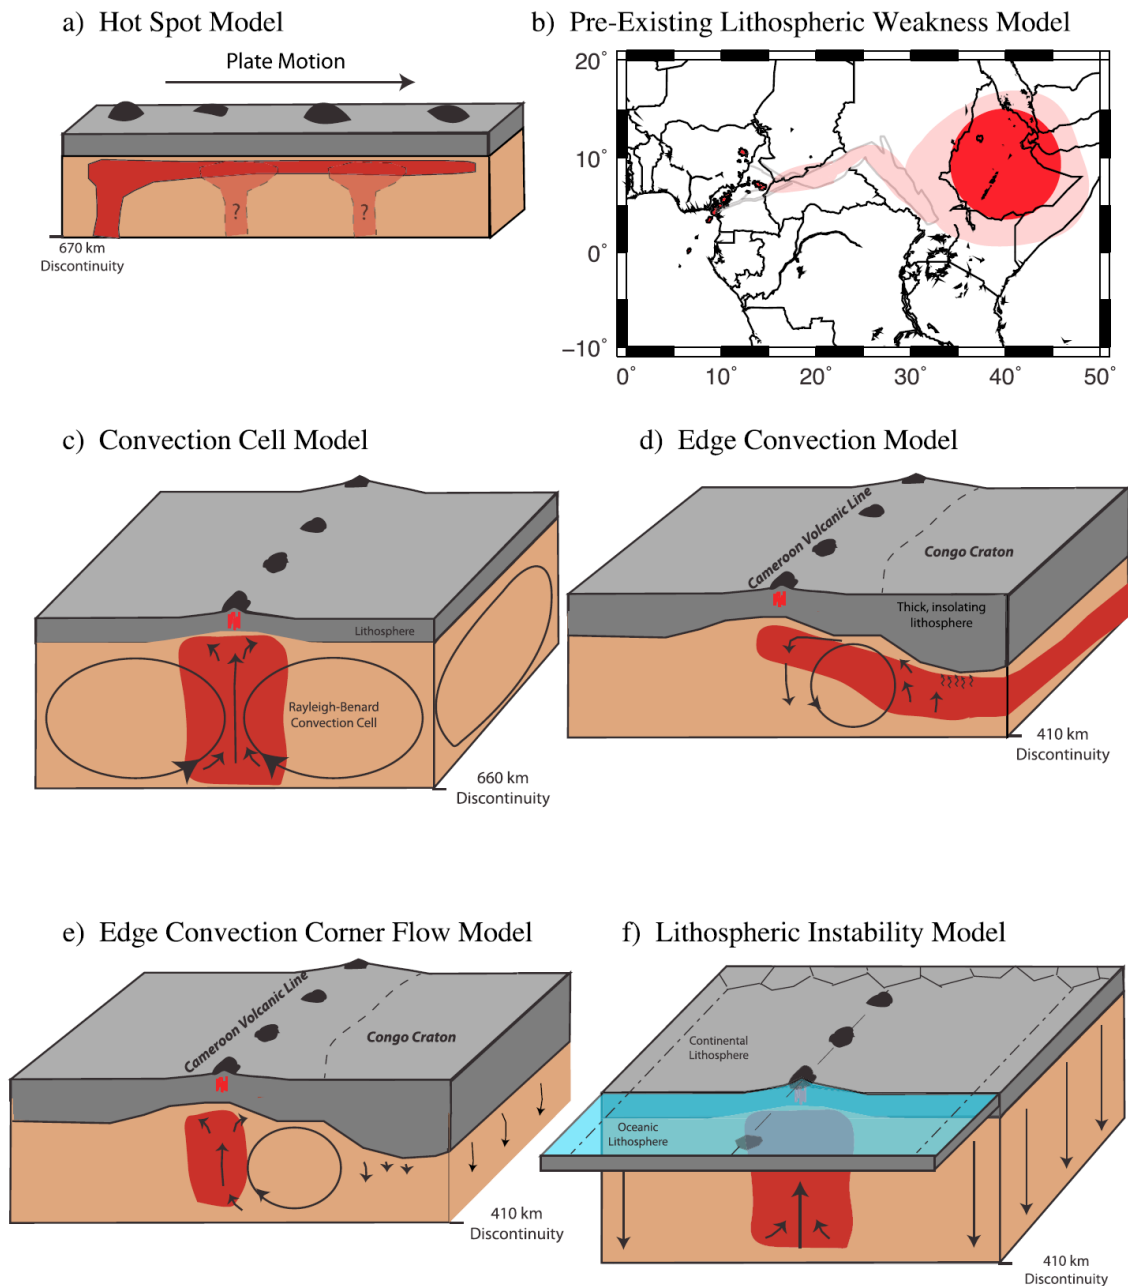 a) Hot Spot Model
Plate Motion
?
?
670 km
Discontinuity
b) Pre-Existing Lithospheric Weakness Model
20°
10°
0°
−10°
0°
10°
20°
30°
40°
50°
c) Convection Cell Model
Lithosphere
Rayleigh-Benard
Convection Cell
660 km
Discontinuity
d) Edge Convection Model
Cameroon Volcanic Line
Congo Craton
Thick, insolating
lithosphere
410 km
Discontinuity
e) Edge Convection Corner Flow Model
Cameroon Volcanic Line
Congo Craton
410 km
Discontinuity
f) Lithospheric Instability Model
Continental
Lithosphere
Oceanic
Lithosphere
410 km
Discontinuity